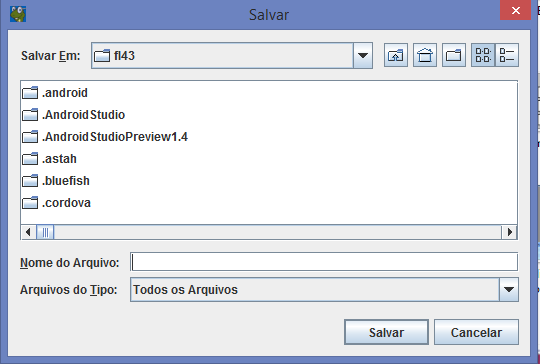 Salvar
Salvar Em: fl43
.android
.AndroidStudio
.AndroidStudioPreview1.4
.astah
.bluefish
.cordova
Nome do Arquivo:
Arquivos do Tipo: Todos os Arquivos
Salvar Cancelar